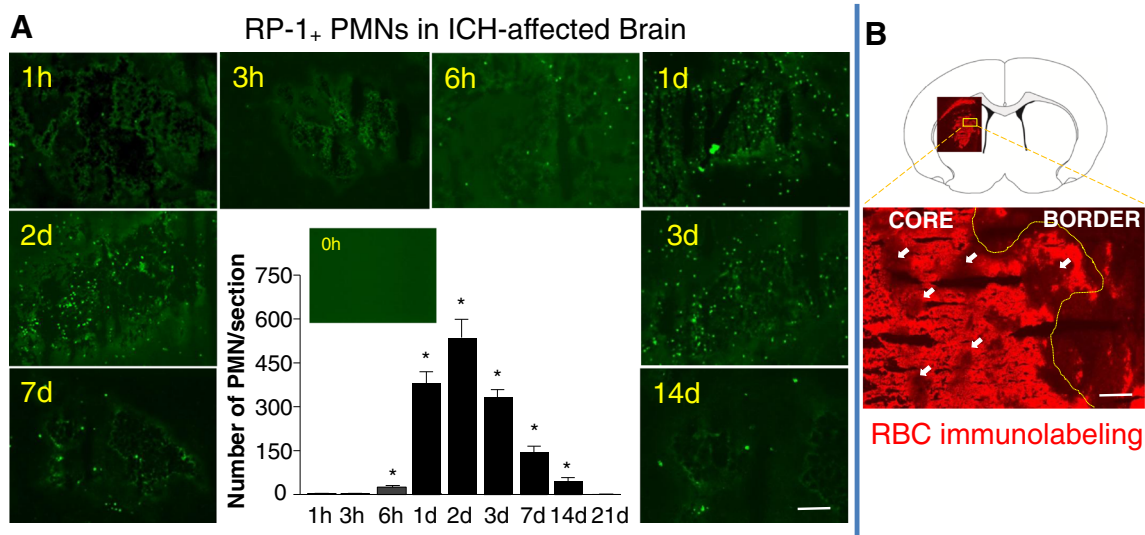 A
RP-1+ PMNs in ICH-affected Brain
1h
3h
6h
1d
2d
3d
7d
14d
0h
Number of PMN/section
750
600
450
300
150
0
*
*
*
*
*
*
1h 3h 6h 1d 2d 3d 7d 14d 21d
B
CORE
BORDER
RBC immunolabeling